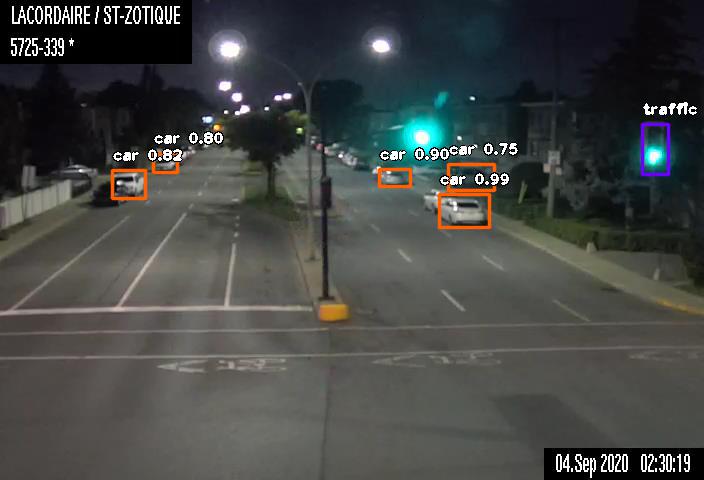 LACORDAIRE / ST-ZOTIQUE
5725-339 *
traffic
car 0.80
car 0.82
car 0.90
car 0.75
car 0.99
04.Sep 2020 02:30:19